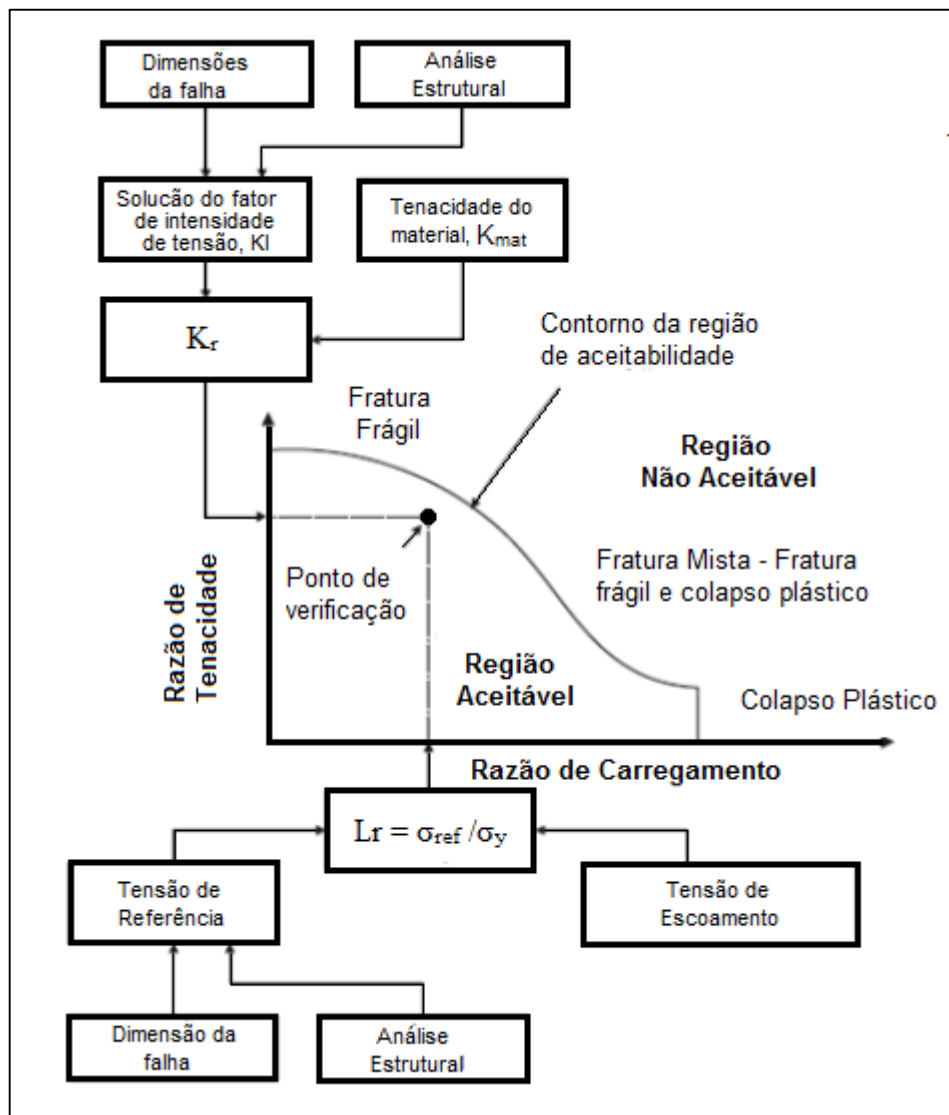 Dimensões
da falha
Análise
Estrutural
Solucão do fator
de intensidade
de tensão, KI
Tenacidade do
material, Kmat
Kr
Contorno da região
de aceitabilidade
Fratura
Frágil
Região
Não Aceitável
Ponto de
verificação
Fratura Mista - Fratura
frágil e colapso plástico
Razão de
Tenacidade
Região
Aceitável
Colapso Plástico
Razão de Carregamento
Lr = σref /σy
Tensão de
Referência
Tensão de
Escoamento
Dimensão da
falha
Análise
Estrutural